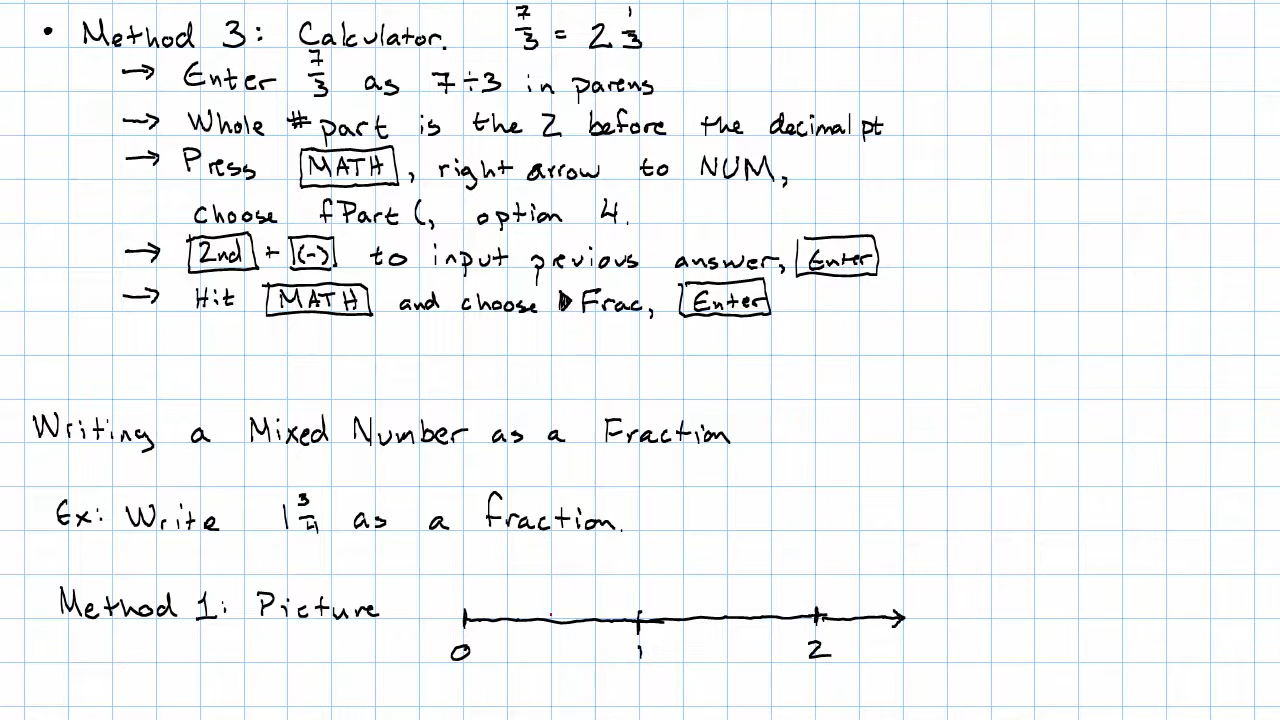 • Method 3: Calculator. 7/3 = 2 1/3
→ Enter 7/3 as 7÷3 in parens
→ Whole # part is the 2 before the decimal pt
→ Press MATH, right arrow to NUM,
choose fPart(, option 4.
→ 2nd + (-) to input previous answer, Enter
→ Hit MATH and choose ▶Frac, Enter
Writing a Mixed Number as a Fraction
Ex: Write 1 3/4 as a fraction.
Method 1: Picture
0 1 2